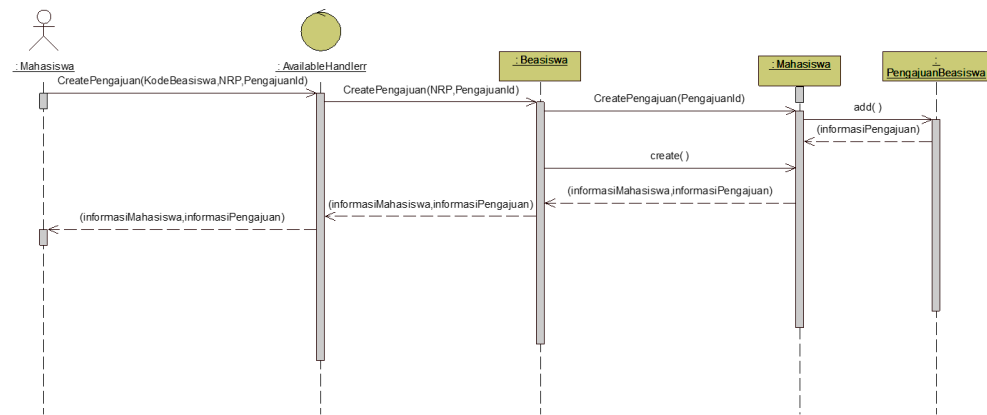 : Mahasiswa
: AvailableHandlerr
: Beasiswa
: Mahasiswa
:
PengajuanBeasiswa
CreatePengajuan(KodeBeasiswa,NRP,PengajuanId)
CreatePengajuan(NRP,PengajuanId)
CreatePengajuan(PengajuanId)
add( )
(informasiPengajuan)
create( )
(informasiMahasiswa,informasiPengajuan)
(informasiMahasiswa,informasiPengajuan)
(informasiMahasiswa,informasiPengajuan)